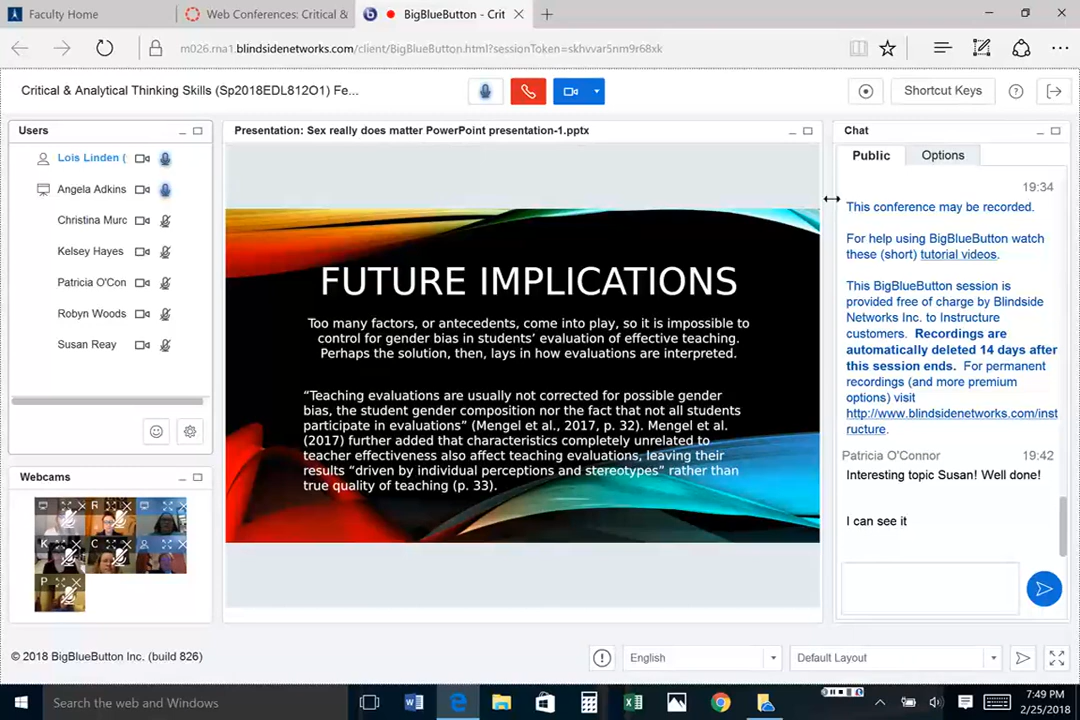 Faculty Home
Web Conferences: Critical &
BigBlueButton - Crit
m026.rna1.blindsidenetworks.com/client/BigBlueButton.html?sessionToken=skhvvar5nm9r68xk
Critical & Analytical Thinking Skills (Sp2018EDL812O1) Fe...
Shortcut Keys
Users
Lois Linden (
Angela Adkins
Christina Murc
Kelsey Hayes
Patricia O'Con
Robyn Woods
Susan Reay
Webcams
R
K
C
P
Presentation: Sex really does matter PowerPoint presentation-1.pptx
FUTURE IMPLICATIONS
Too many factors, or antecedents, come into play, so it is impossible to
control for gender bias in students’ evaluation of effective teaching.
Perhaps the solution, then, lays in how evaluations are interpreted.
“Teaching evaluations are usually not corrected for possible gender
bias, the student gender composition nor the fact that not all students
participate in evaluations” (Mengel et al., 2017, p. 32). Mengel et al.
(2017) further added that characteristics completely unrelated to
teacher effectiveness also affect teaching evaluations, leaving their
results “driven by individual perceptions and stereotypes” rather than
true quality of teaching (p. 33).
Chat
Public
Options
19:34
This conference may be recorded.
For help using BigBlueButton watch
these (short) tutorial videos.
This BigBlueButton session is
provided free of charge by Blindside
Networks Inc. to Instructure
customers. Recordings are
automatically deleted 14 days after
this session ends. For permanent
recordings (and more premium
options) visit
http://www.blindsidenetworks.com/inst
ructure.
Patricia O'Connor 19:42
Interesting topic Susan! Well done!
I can see it
© 2018 BigBlueButton Inc. (build 826)
English
Default Layout
Search the web and Windows
7:49 PM
2/25/2018